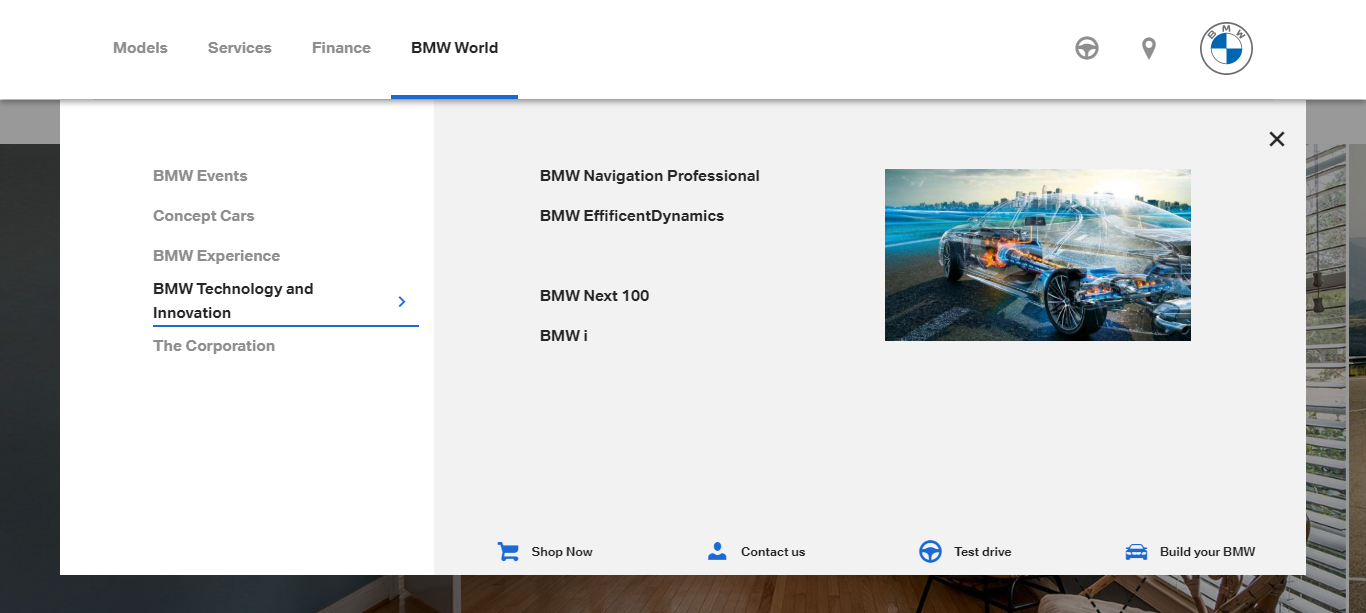 Models
Services
Finance
BMW World
BMW
BMW Events
Concept Cars
BMW Experience
BMW Technology and
Innovation
The Corporation
BMW Navigation Professional
BMW EffificentDynamics
BMW Next 100
BMW i
Shop Now
Contact us
Test drive
Build your BMW